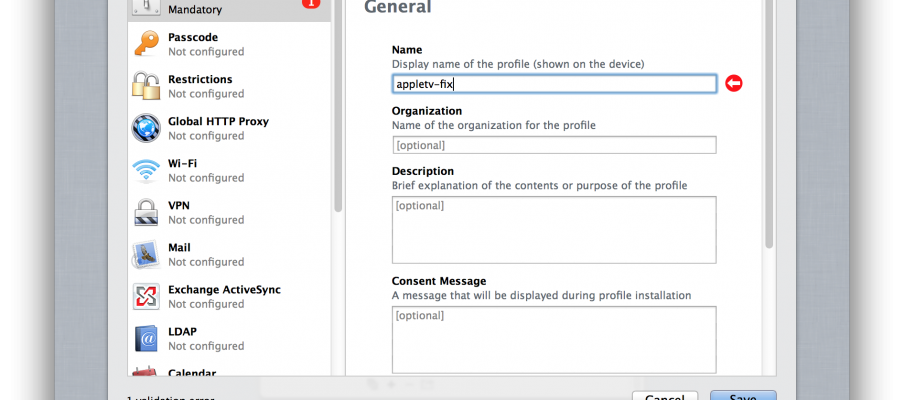 Mandatory
1
Passcode
Not configured
Restrictions
Not configured
Global HTTP Proxy
Not configured
Wi-Fi
Not configured
VPN
Not configured
Mail
Not configured
Exchange ActiveSync
Not configured
LDAP
Not configured
Calendar
General
Name
Display name of the profile (shown on the device)
appletv-fix
Organization
Name of the organization for the profile
[optional]
Description
Brief explanation of the contents or purpose of the profile
[optional]
Consent Message
A message that will be displayed during profile installation
[optional]
1 validation error
Cancel
Save